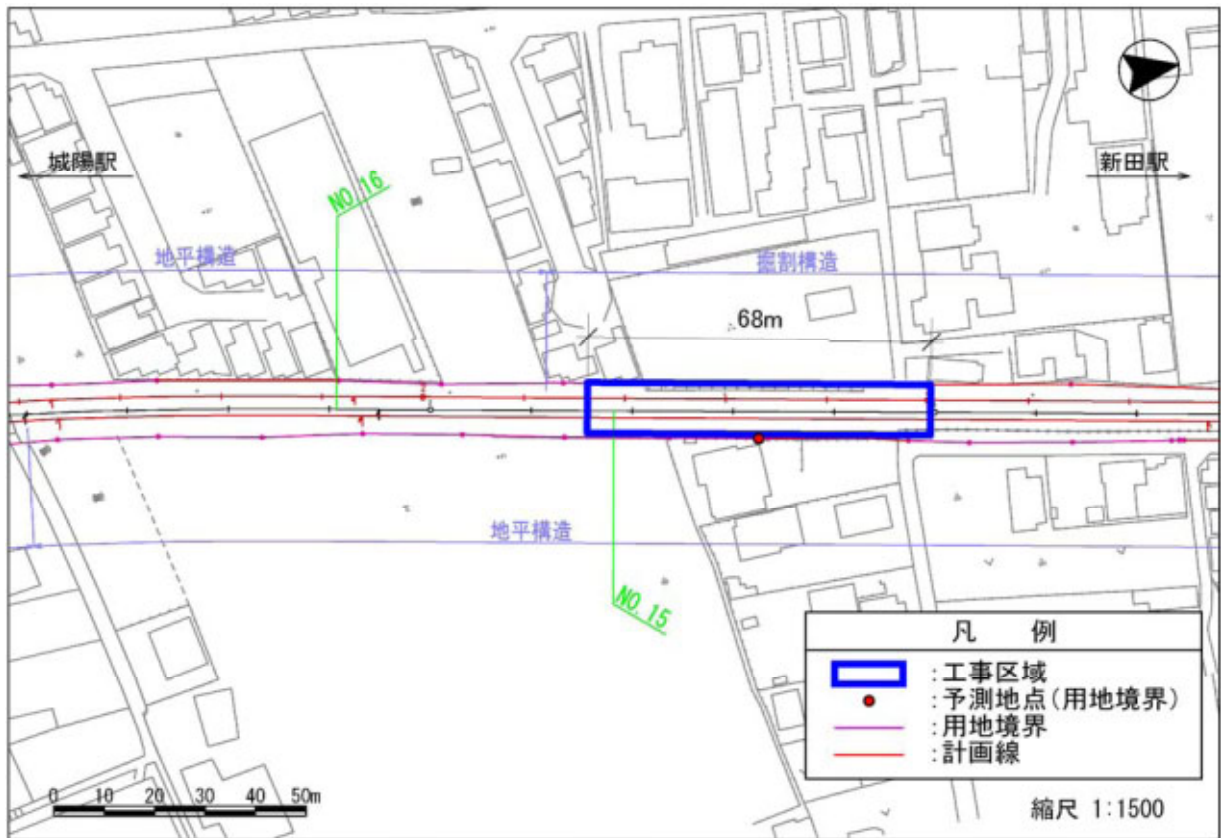 城陽駅
新田駅
NO.16
地平構造
掘割構造
68m
地平構造
NO.15
凡 例
:工事区域
:予測地点(用地境界)
:用地境界
:計画線
0 10 20 30 40 50m
縮尺 1:1500